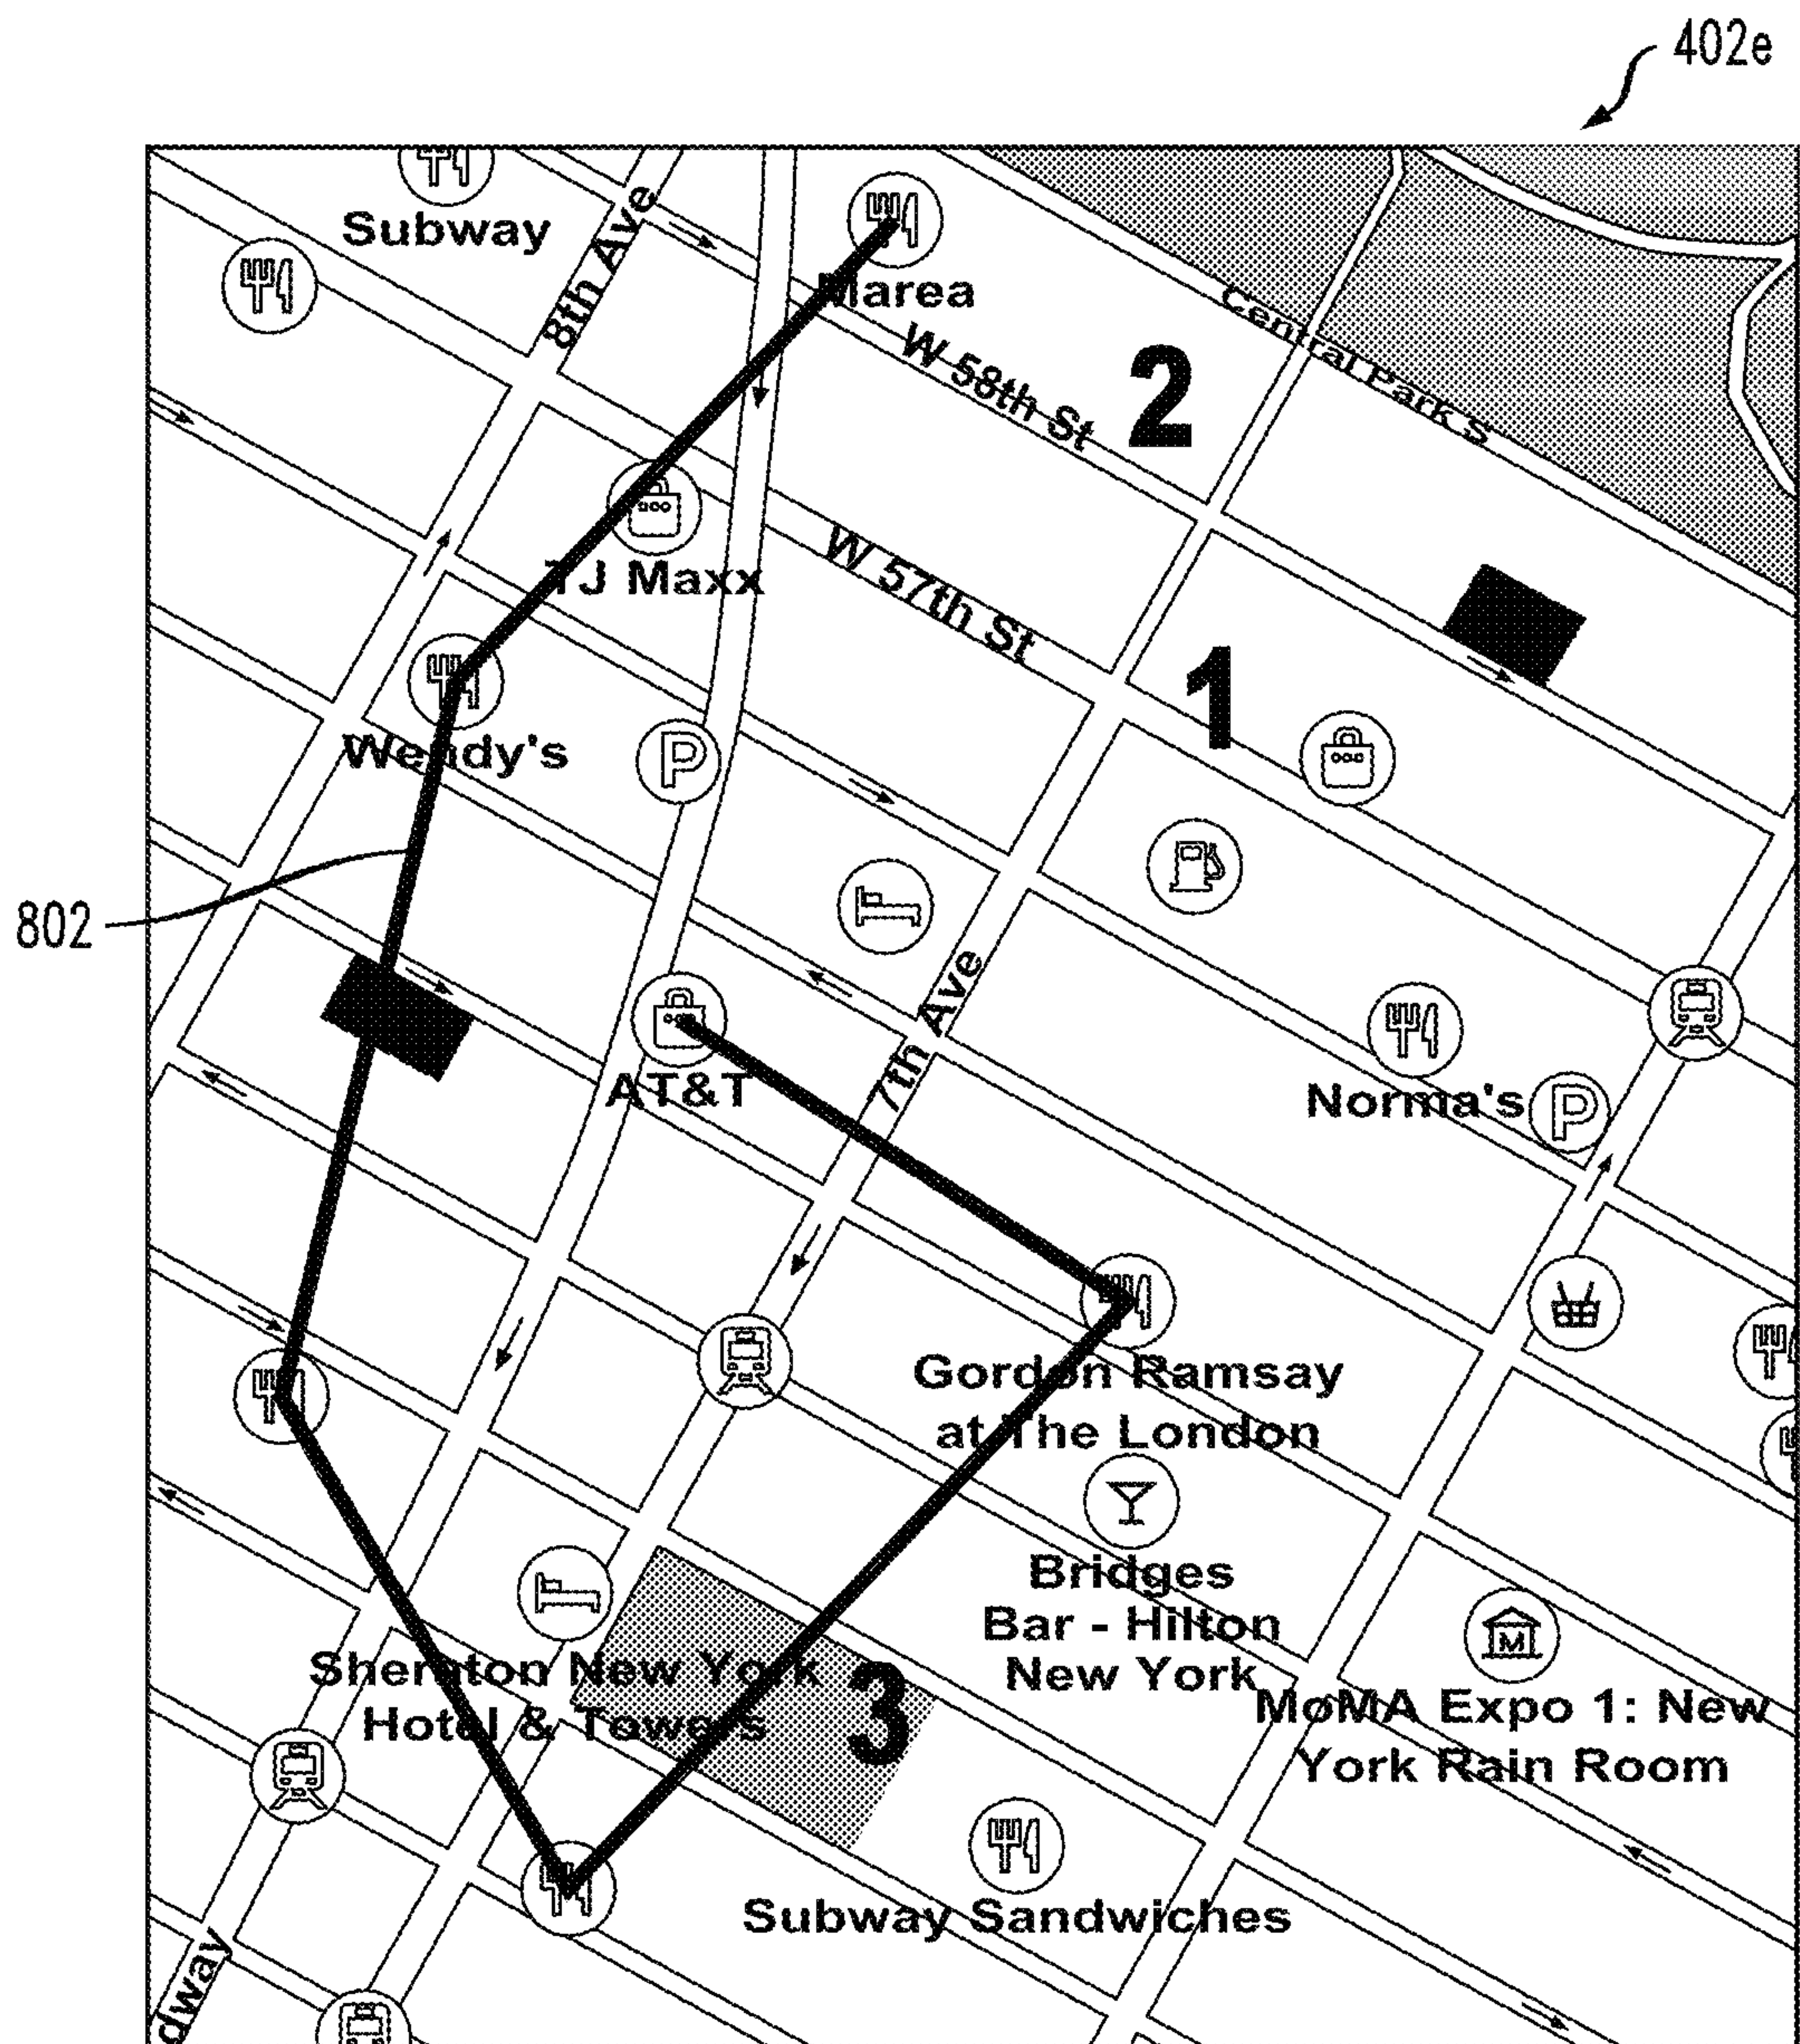 402e
Subway
8th Ave
Marea
W 58th St
2
Central Park S
TJ Maxx
W 57th St
1
Wendy's
P
802
AT&T
7th Ave
Norma's
P
Gordon Ramsay
at The London
Bridges
Bar - Hilton
New York
Sheraton New York
Hotel & Towers
3
M
MoMA Expo 1: New
York Rain Room
Subway Sandwiches
dway